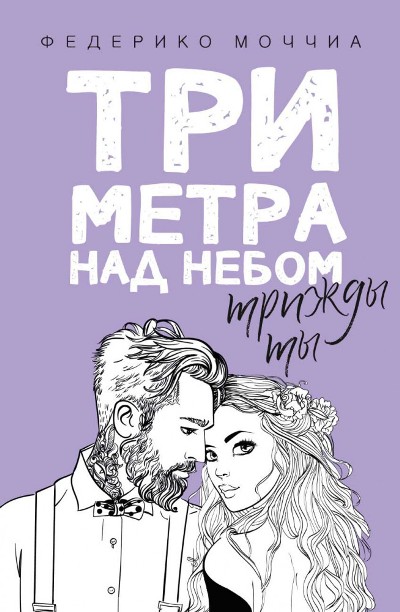 ФЕДЕРИКО МОЧЧИА
ТРИ
МЕТРА
НАД НЕБОМ
трижды
ты